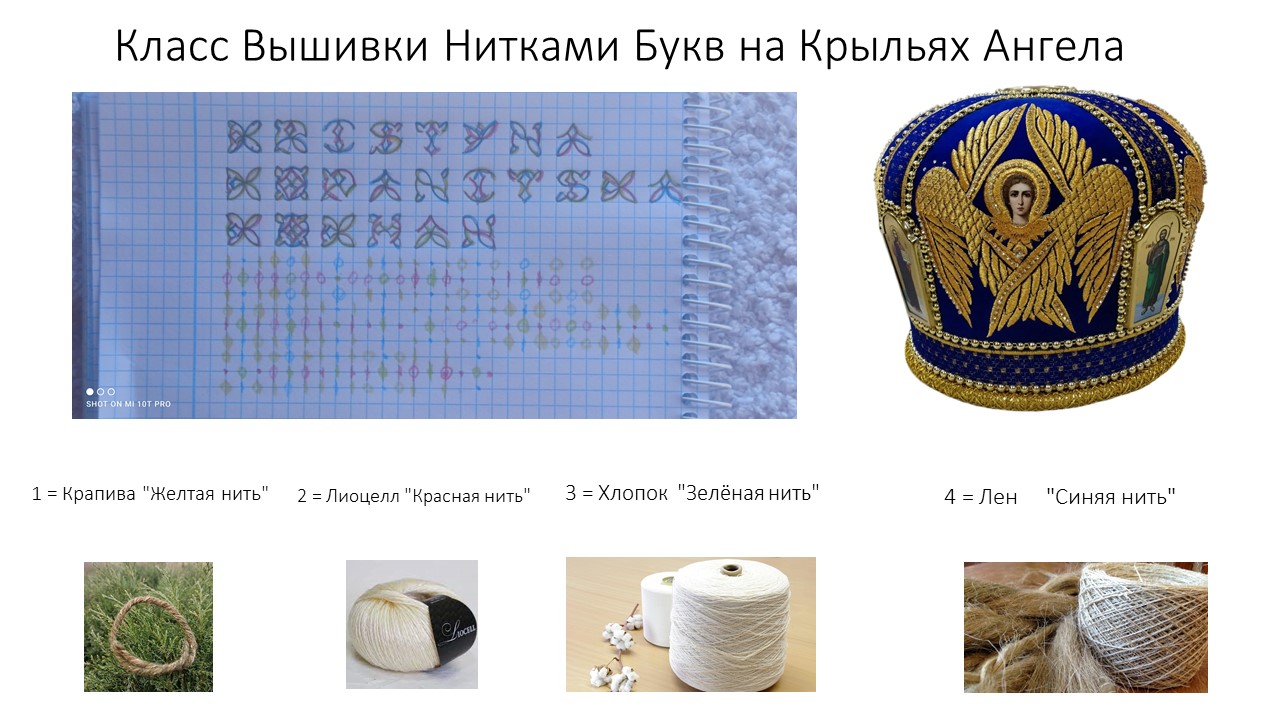 Класс Вышивки Нитками Букв на Крыльях Ангела
SHOT ON MI 10T PRO
1 = Крапива "Желтая нить"
2 = Лиоцелл "Красная нить"
3 = Хлопок "Зелёная нить"
4 = Лен "Синяя нить"